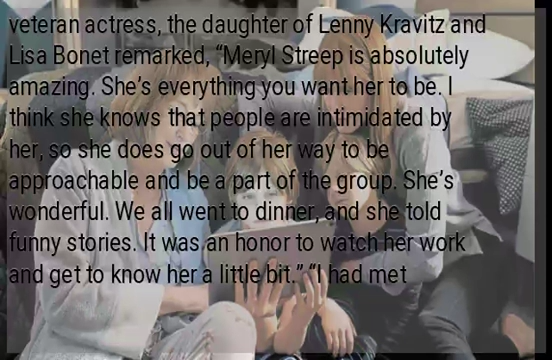 veteran actress, the daughter of Lenny Kravitz and
Lisa Bonet remarked, “Meryl Streep is absolutely
amazing. She’s everything you want her to be. I
think she knows that people are intimidated by
her, so she does go out of her way to be
approachable and be a part of the group. She’s
wonderful. We all went to dinner, and she told
funny stories. It was an honor to watch her work
and get to know her a little bit.” “I had met